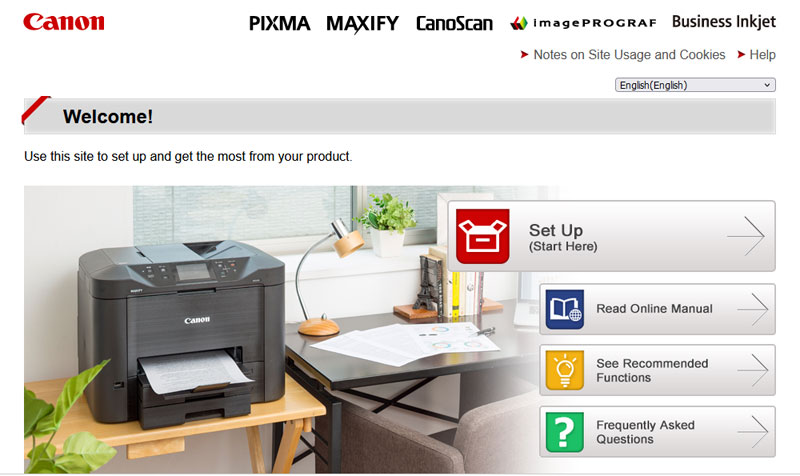 Canon
PIXMA MAXIFY CanoScan imagePROGRAF Business Inkjet
Notes on Site Usage and Cookies Help
English(English)
Welcome!
Use this site to set up and get the most from your product.
Set Up
(Start Here)
Canon
Read Online Manual
See Recommended
Functions
Frequently Asked
Questions
?